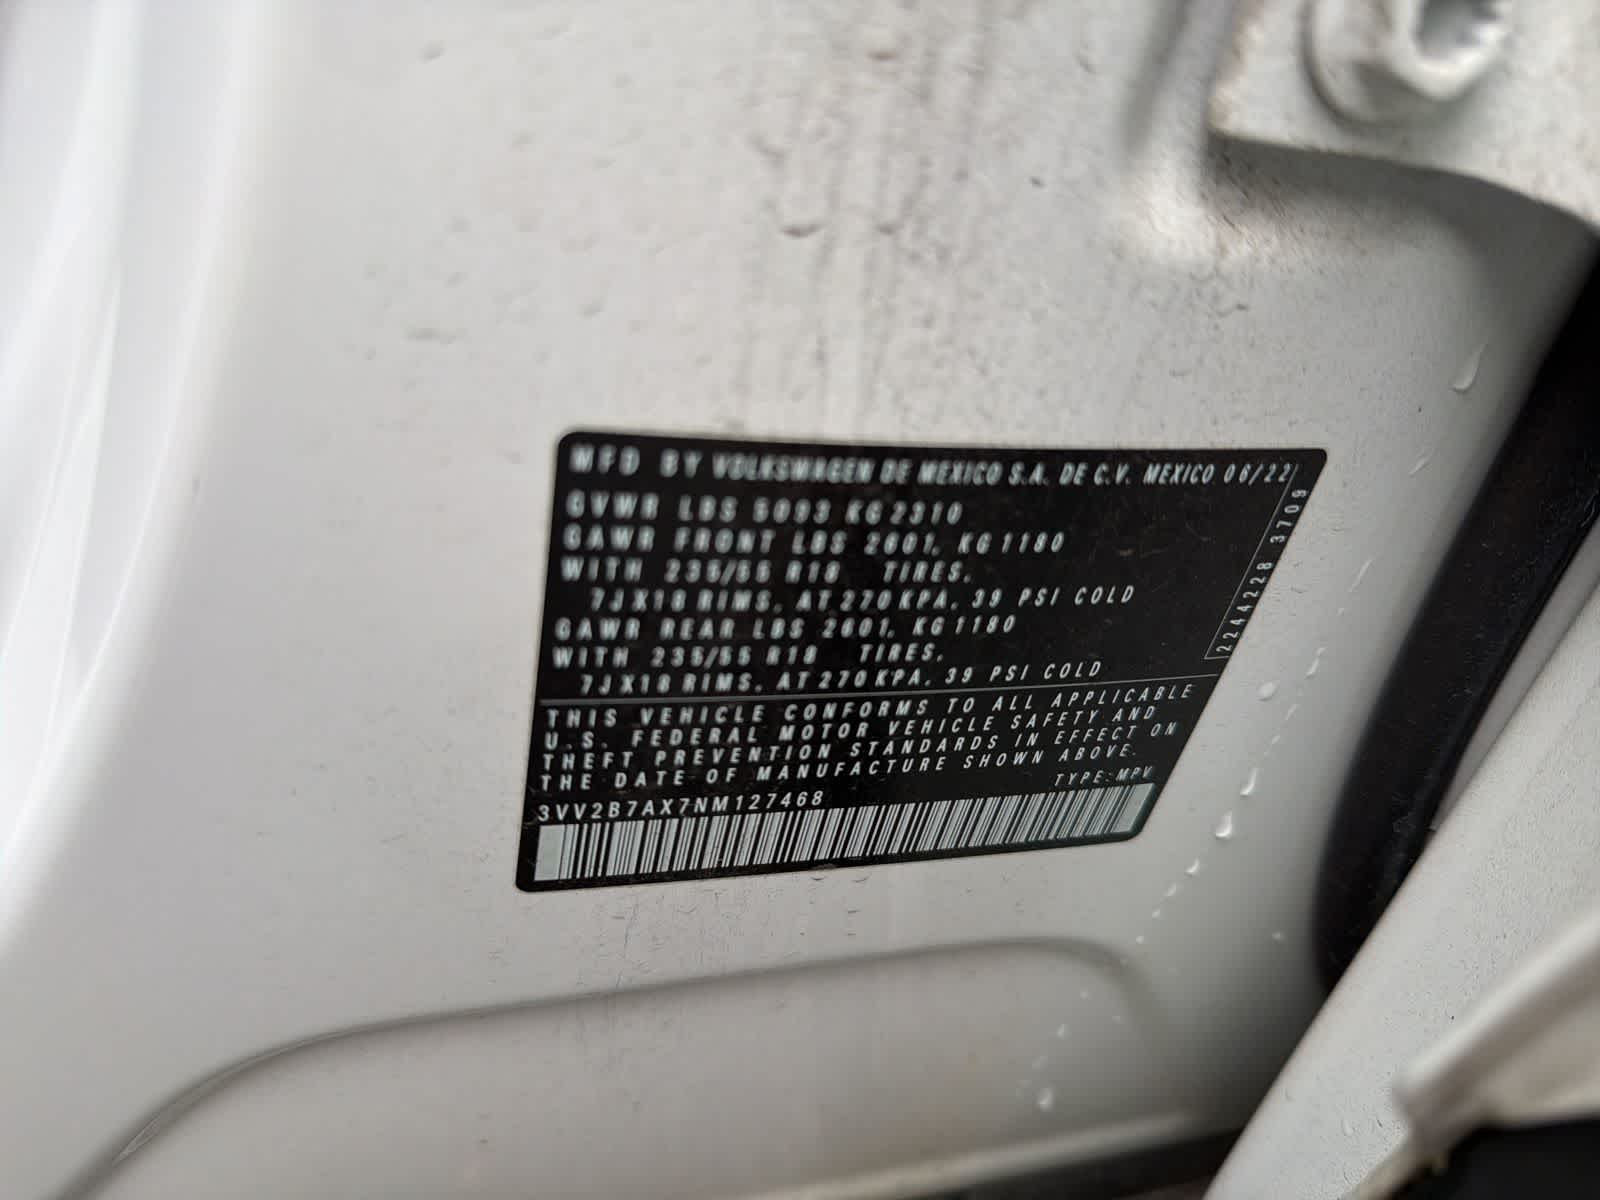 MFD BY VOLKSWAGEN DE MEXICO S.A. DE C.V. MEXICO 06/22
GVWR LBS 5093 KG 2310
GAWR FRONT LBS 2601, KG 1180
WITH 235/55 R18 TIRES,
7JX18 RIMS, AT 270 KPA, 39 PSI COLD
GAWR REAR LBS 2601, KG 1180
WITH 235/55 R18 TIRES,
7JX18 RIMS, AT 270 KPA, 39 PSI COLD
2244228 3709
THIS VEHICLE CONFORMS TO ALL APPLICABLE
U.S. FEDERAL MOTOR VEHICLE SAFETY AND
THEFT PREVENTION STANDARDS IN EFFECT ON
THE DATE OF MANUFACTURE SHOWN ABOVE.
TYPE: MPV
3VV2B7AX7NM127468